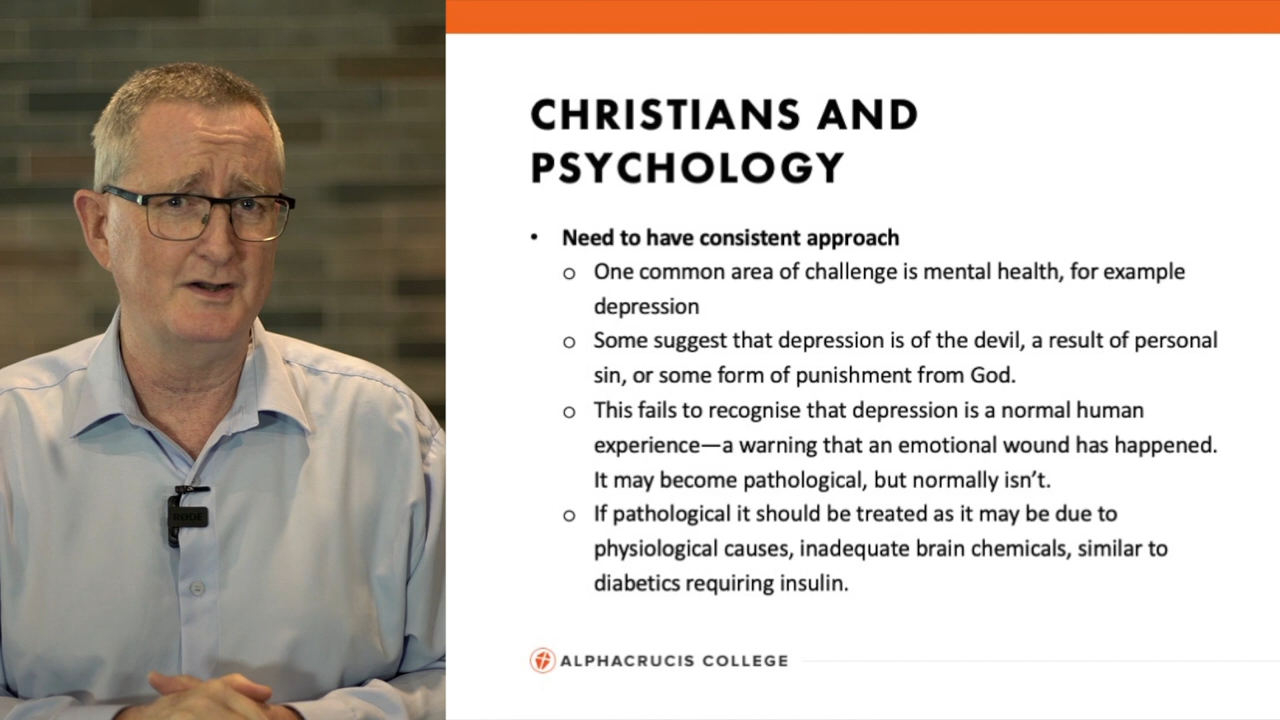 CHRISTIANS AND
PSYCHOLOGY
• Need to have consistent approach
o One common area of challenge is mental health, for example
depression
o Some suggest that depression is of the devil, a result of personal
sin, or some form of punishment from God.
o This fails to recognise that depression is a normal human
experience—a warning that an emotional wound has happened.
It may become pathological, but normally isn't.
o If pathological it should be treated as it may be due to
physiological causes, inadequate brain chemicals, similar to
diabetics requiring insulin.
ALPHACRUCIS COLLEGE
RODE